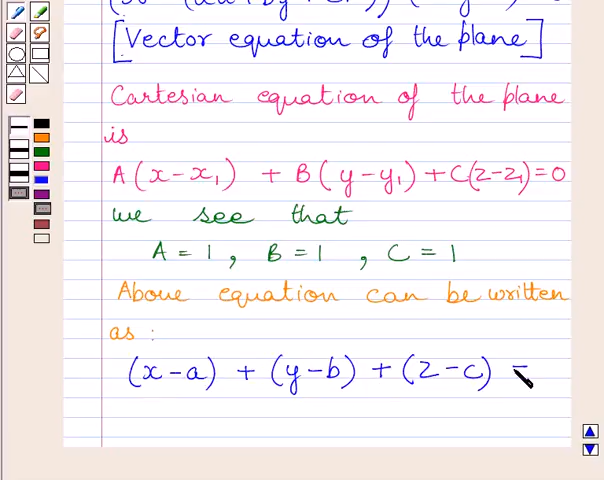 [Vector equation of the plane]
Cartesian equation of the plane
is
A(x-x₁) + B(y-y₁) + C(z-z₁)=0
we see that
A = 1, B = 1, C = 1
Above equation can be written
as :
(x-a) + (y-b) + (z-c) =